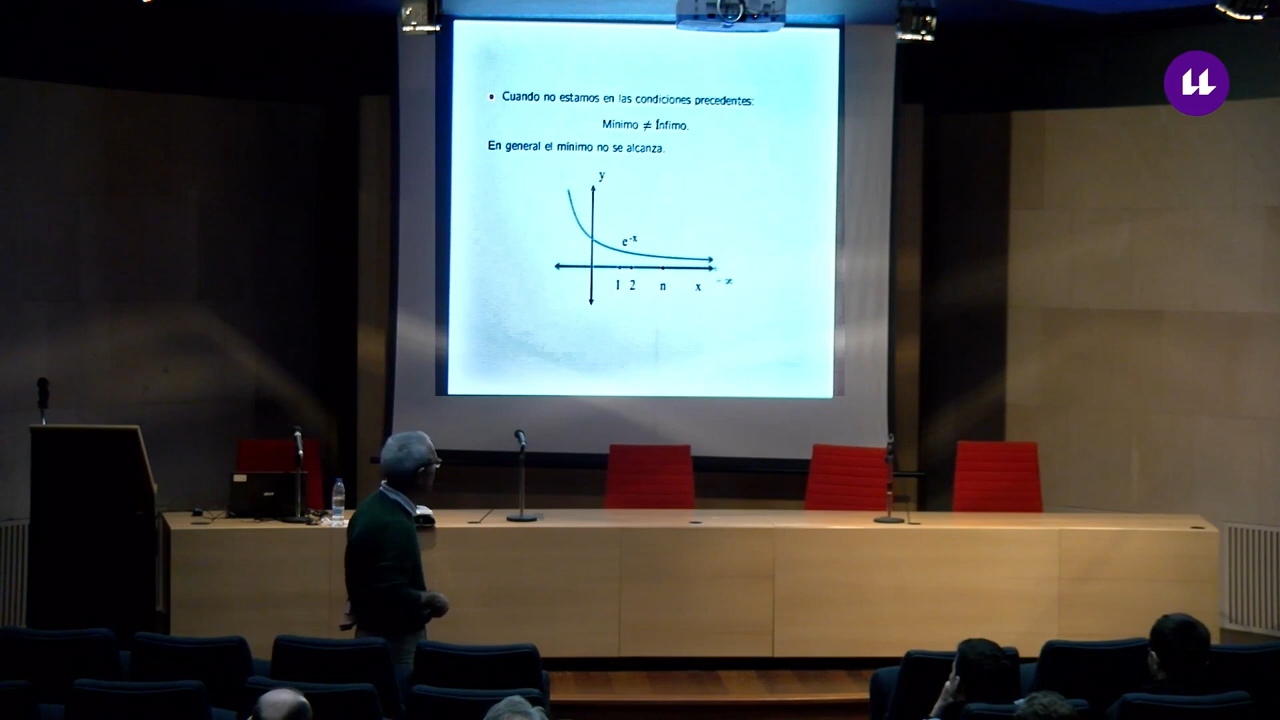 Cuando no estamos en las condiciones precedentes:
Mínimo ≠ Ínfimo.
En general el mínimo no se alcanza.
y
e^-x
1 2 n x